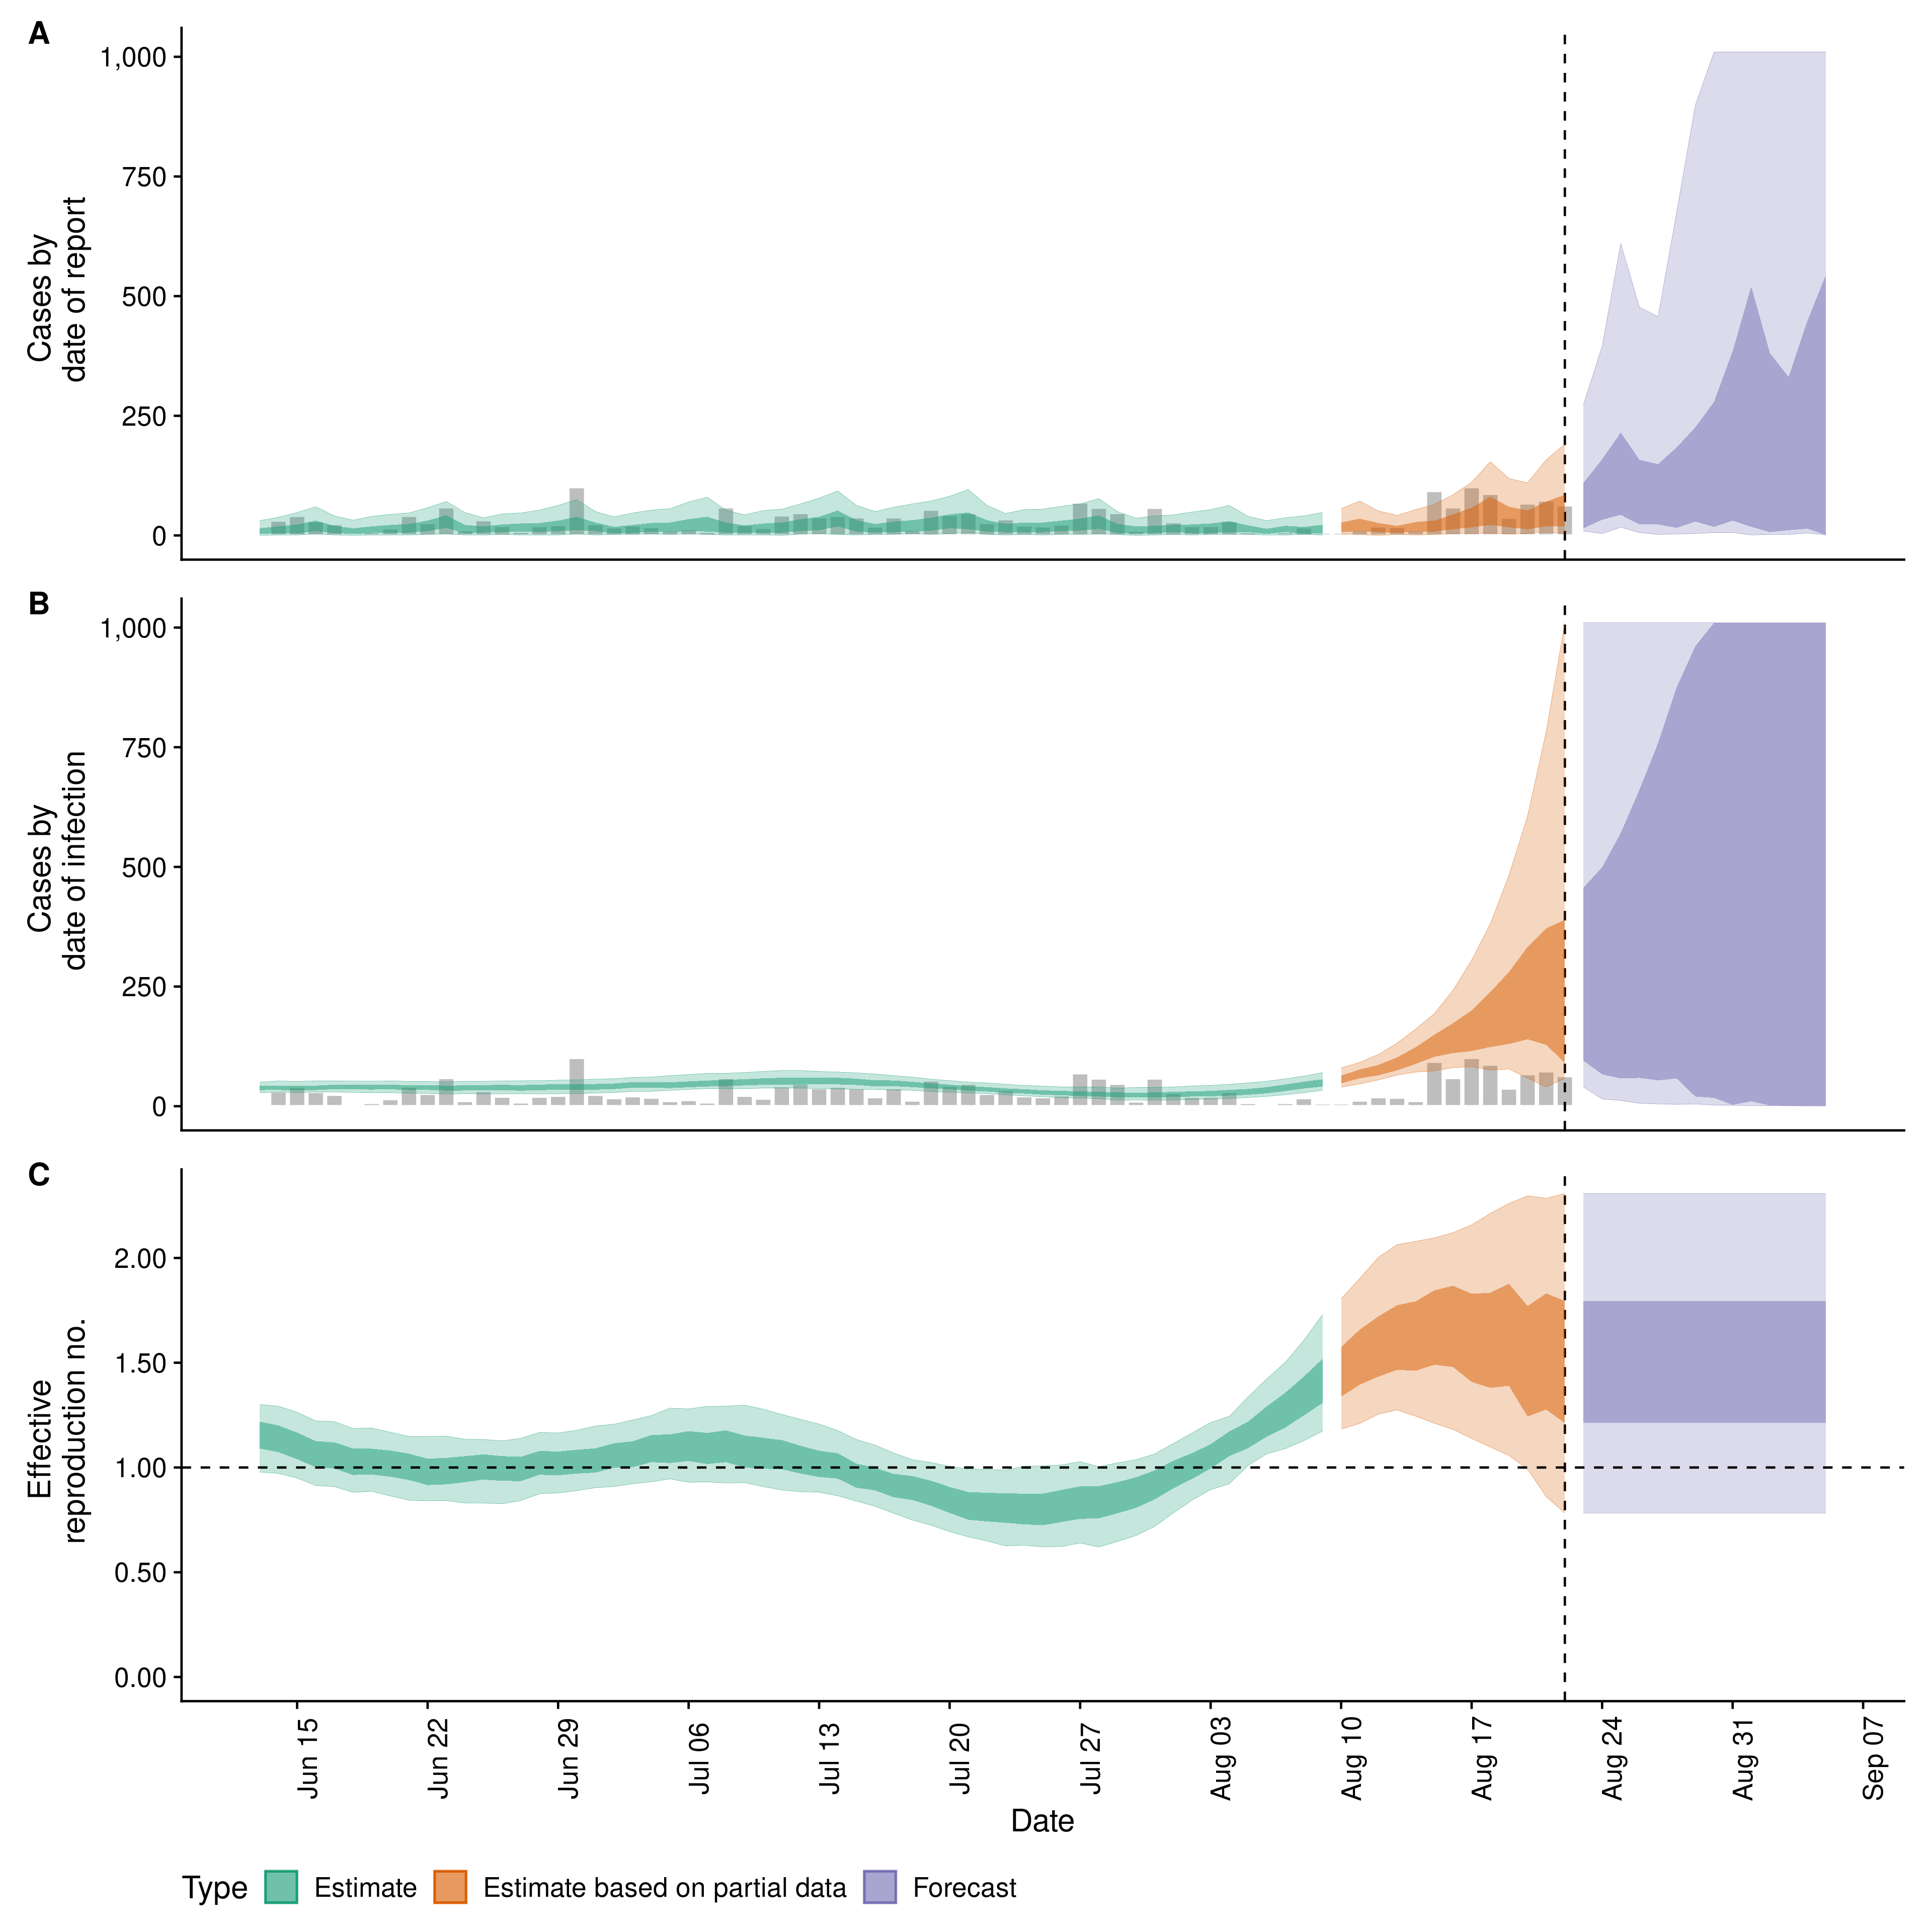 A
Cases by
date of report
1,000
750
500
250
0
B
Cases by
date of infection
1,000
750
500
250
0
C
Effective
reproduction no.
2.00
1.50
1.00
0.50
0.00
Jun 15
Jun 22
Jun 29
Jul 06
Jul 13
Jul 20
Jul 27
Aug 03
Aug 10
Aug 17
Aug 24
Aug 31
Sep 07
Date
Type Estimate Estimate based on partial data Forecast